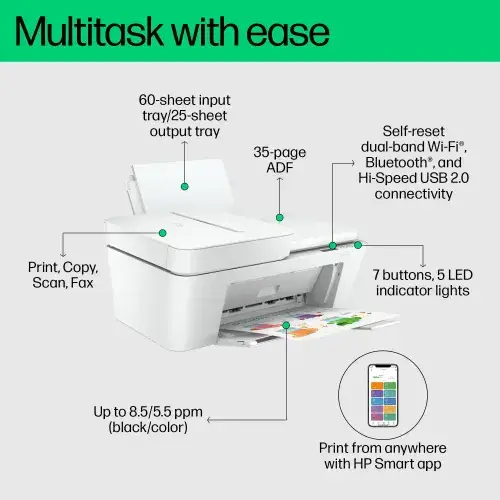 Multitask with ease
60-sheet input
tray/25-sheet
output tray
35-page
ADF
Self-reset
dual-band Wi-Fi®,
Bluetooth®, and
Hi-Speed USB 2.0
connectivity
Print, Copy,
Scan, Fax
7 buttons, 5 LED
indicator lights
Up to 8.5/5.5 ppm
(black/color)
Print from anywhere
with HP Smart app